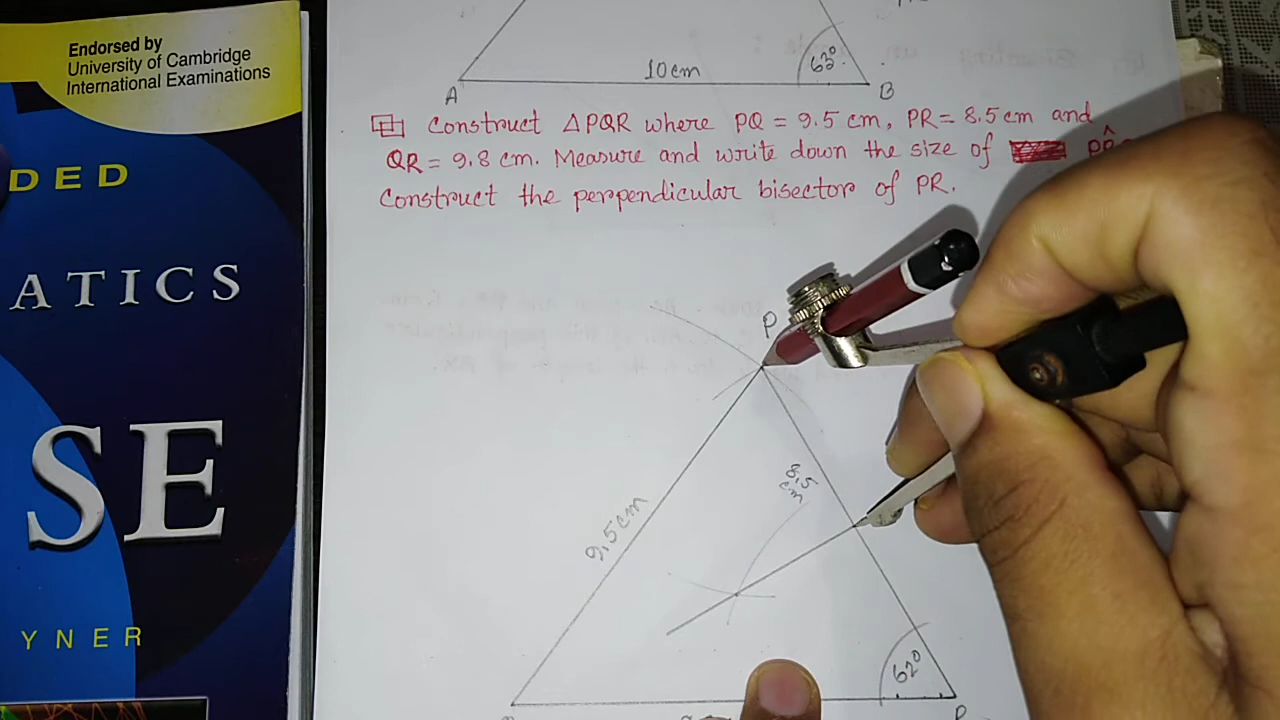 Endorsed by
University of Cambridge
International Examinations
DED
ATICS
SE
YNER
10cm
62°
A
B
Construct ΔPQR where PQ = 9.5 cm, PR = 8.5 cm and
QR = 9.8 cm. Measure and write down the size of
Construct the perpendicular bisector of PR.
P
8.5
cm
9.5cm
62°
R